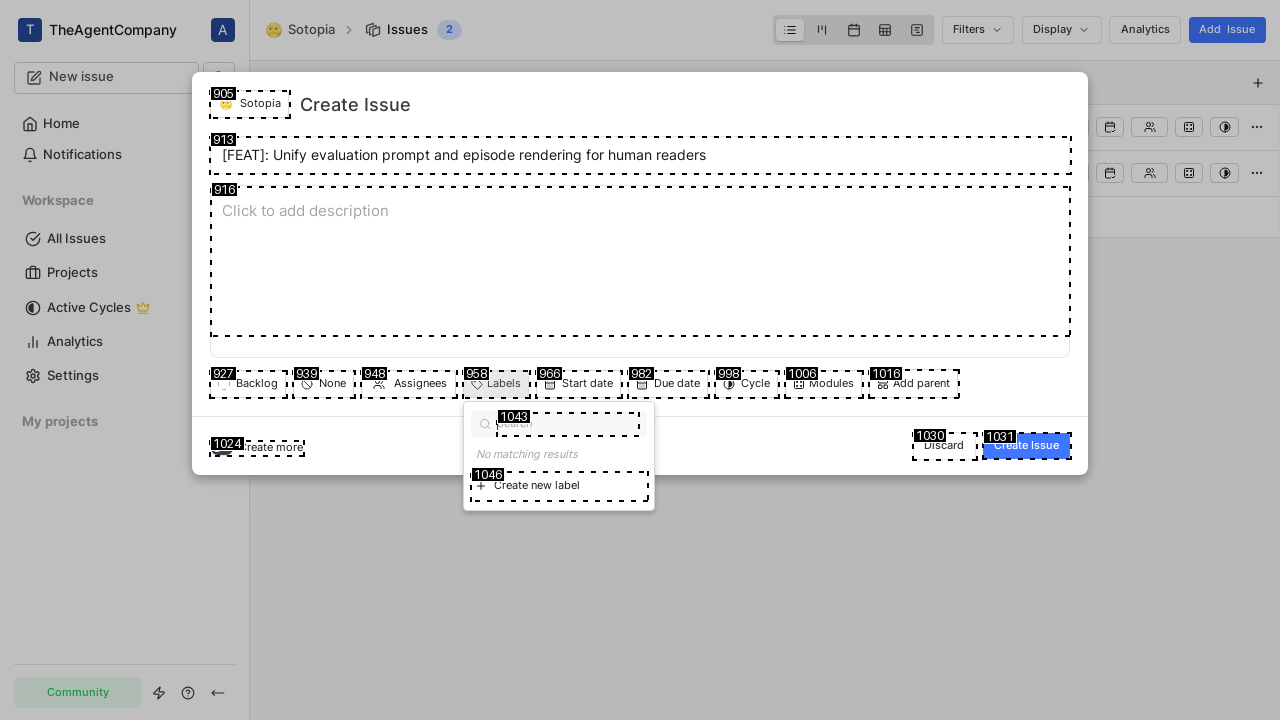 T TheAgentCompany A
Sotopia Issues 2
Filters Display Analytics Add Issue
New issue
Home
Notifications
Workspace
All Issues
Projects
Active Cycles
Analytics
Settings
My projects
Community
905 Sotopia Create Issue
913
[FEAT]: Unify evaluation prompt and episode rendering for human readers
916
Click to add description
927 Backlog 939 None 948 Assignees 958 Labels 966 Start date 982 Due date 998 Cycle 1006 Modules 1016 Add parent
1043
No matching results
1046
Create new label
1024 Create more
1030 Discard 1031 Create Issue